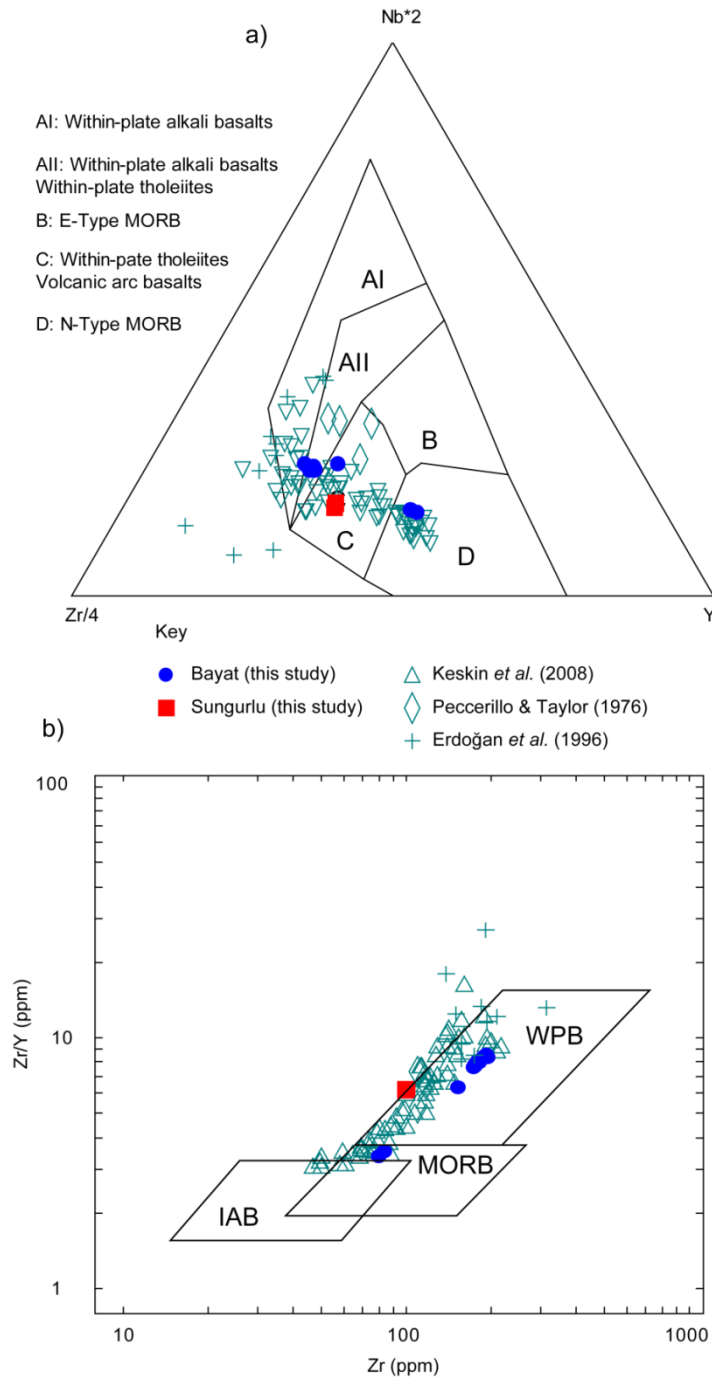 a)
Nb*2
AI: Within-plate alkali basalts
AII: Within-plate alkali basalts
Within-plate tholeiites
B: E-Type MORB
C: Within-pate tholeiites
Volcanic arc basalts
D: N-Type MORB
AI
AII
B
C
D
Zr/4
Y
Key
Bayat (this study)
Sungurlu (this study)
Keskin et al. (2008)
Peccerillo & Taylor (1976)
Erdoğan et al. (1996)
b)
100
10
1
Zr/Y (ppm)
WPB
MORB
IAB
10
100
1000
Zr (ppm)